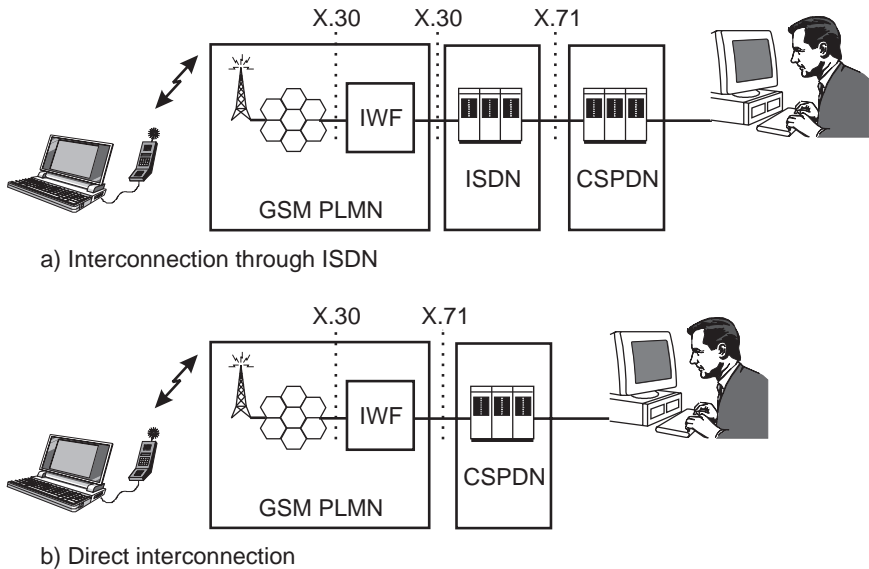 X.30 X.30 X.71
IWF
ISDN CSPDN
GSM PLMN
a) Interconnection through ISDN
X.30 X.71
IWF
CSPDN
GSM PLMN
b) Direct interconnection